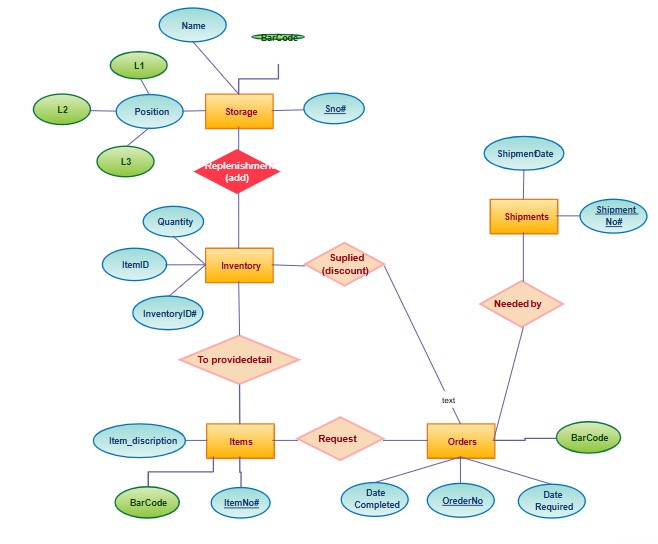 Name
BarCode
L1
L2
Position
Storage
Sno#
L3
Replenishment
(add)
ShipmentDate
Shipments
Shipment
No#
Quantity
ItemID
Inventory
Suplied
(discount)
InventoryID#
Needed by
To providedetail
text
Item_discription
Items
Request
Orders
BarCode
BarCode
ItemNo#
Date
Completed
OrederNo
Date
Required